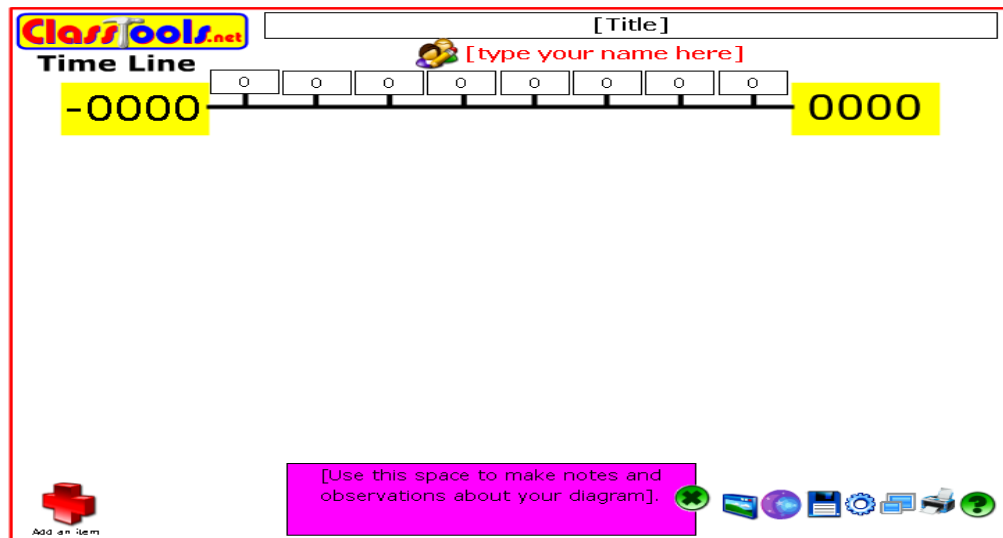 ClassTools.net
[Title]
Time Line
[type your name here]
0 0 0 0 0 0 0 0
-0000
0000
[Use this space to make notes and
observations about your diagram].
Add an item